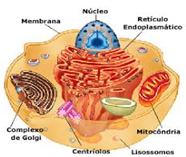 Núcleo
Membrana
Retículo
Endoplasmático
Complexo
de Golgi
Mitocôndria
Centríolos
Lisossomos